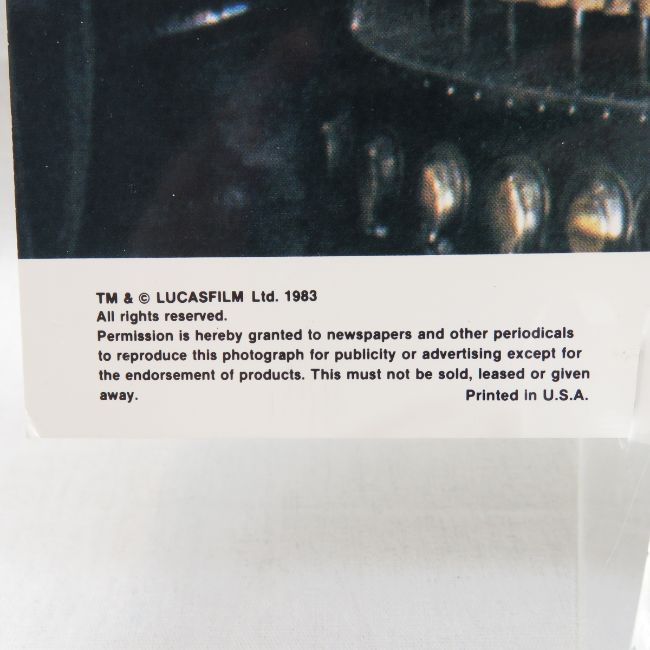 TM & © LUCASFILM Ltd. 1983
All rights reserved.
Permission is hereby granted to newspapers and other periodicals
to reproduce this photograph for publicity or advertising except for
the endorsement of products. This must not be sold, leased or given
away. Printed in U.S.A.